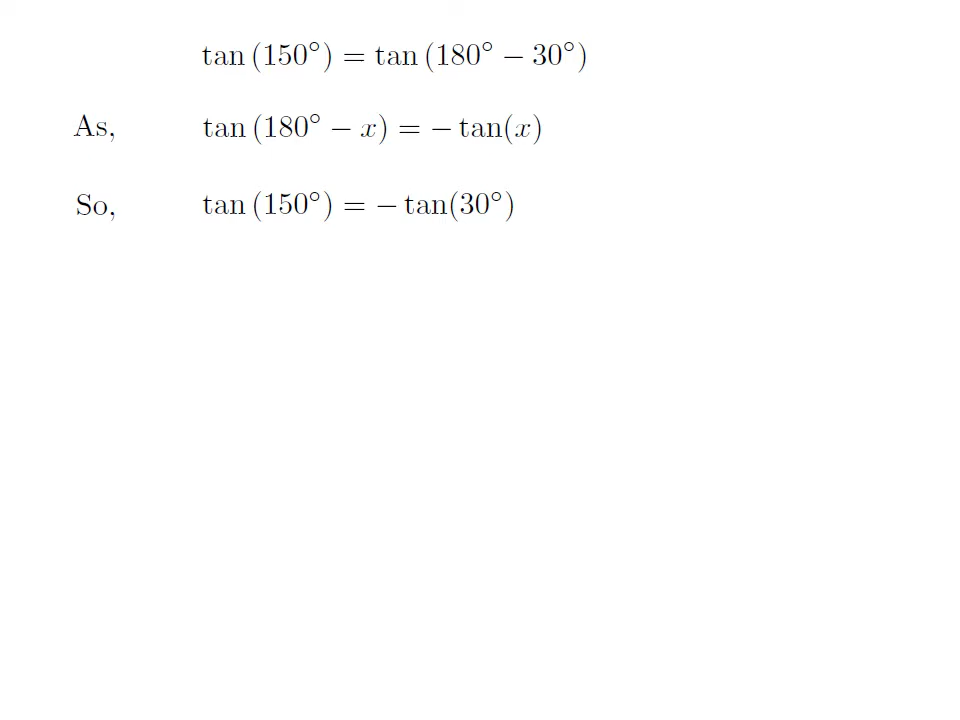 tan (150°) = tan (180° − 30°)
As, tan (180° − x) = − tan(x)
So, tan (150°) = − tan(30°)